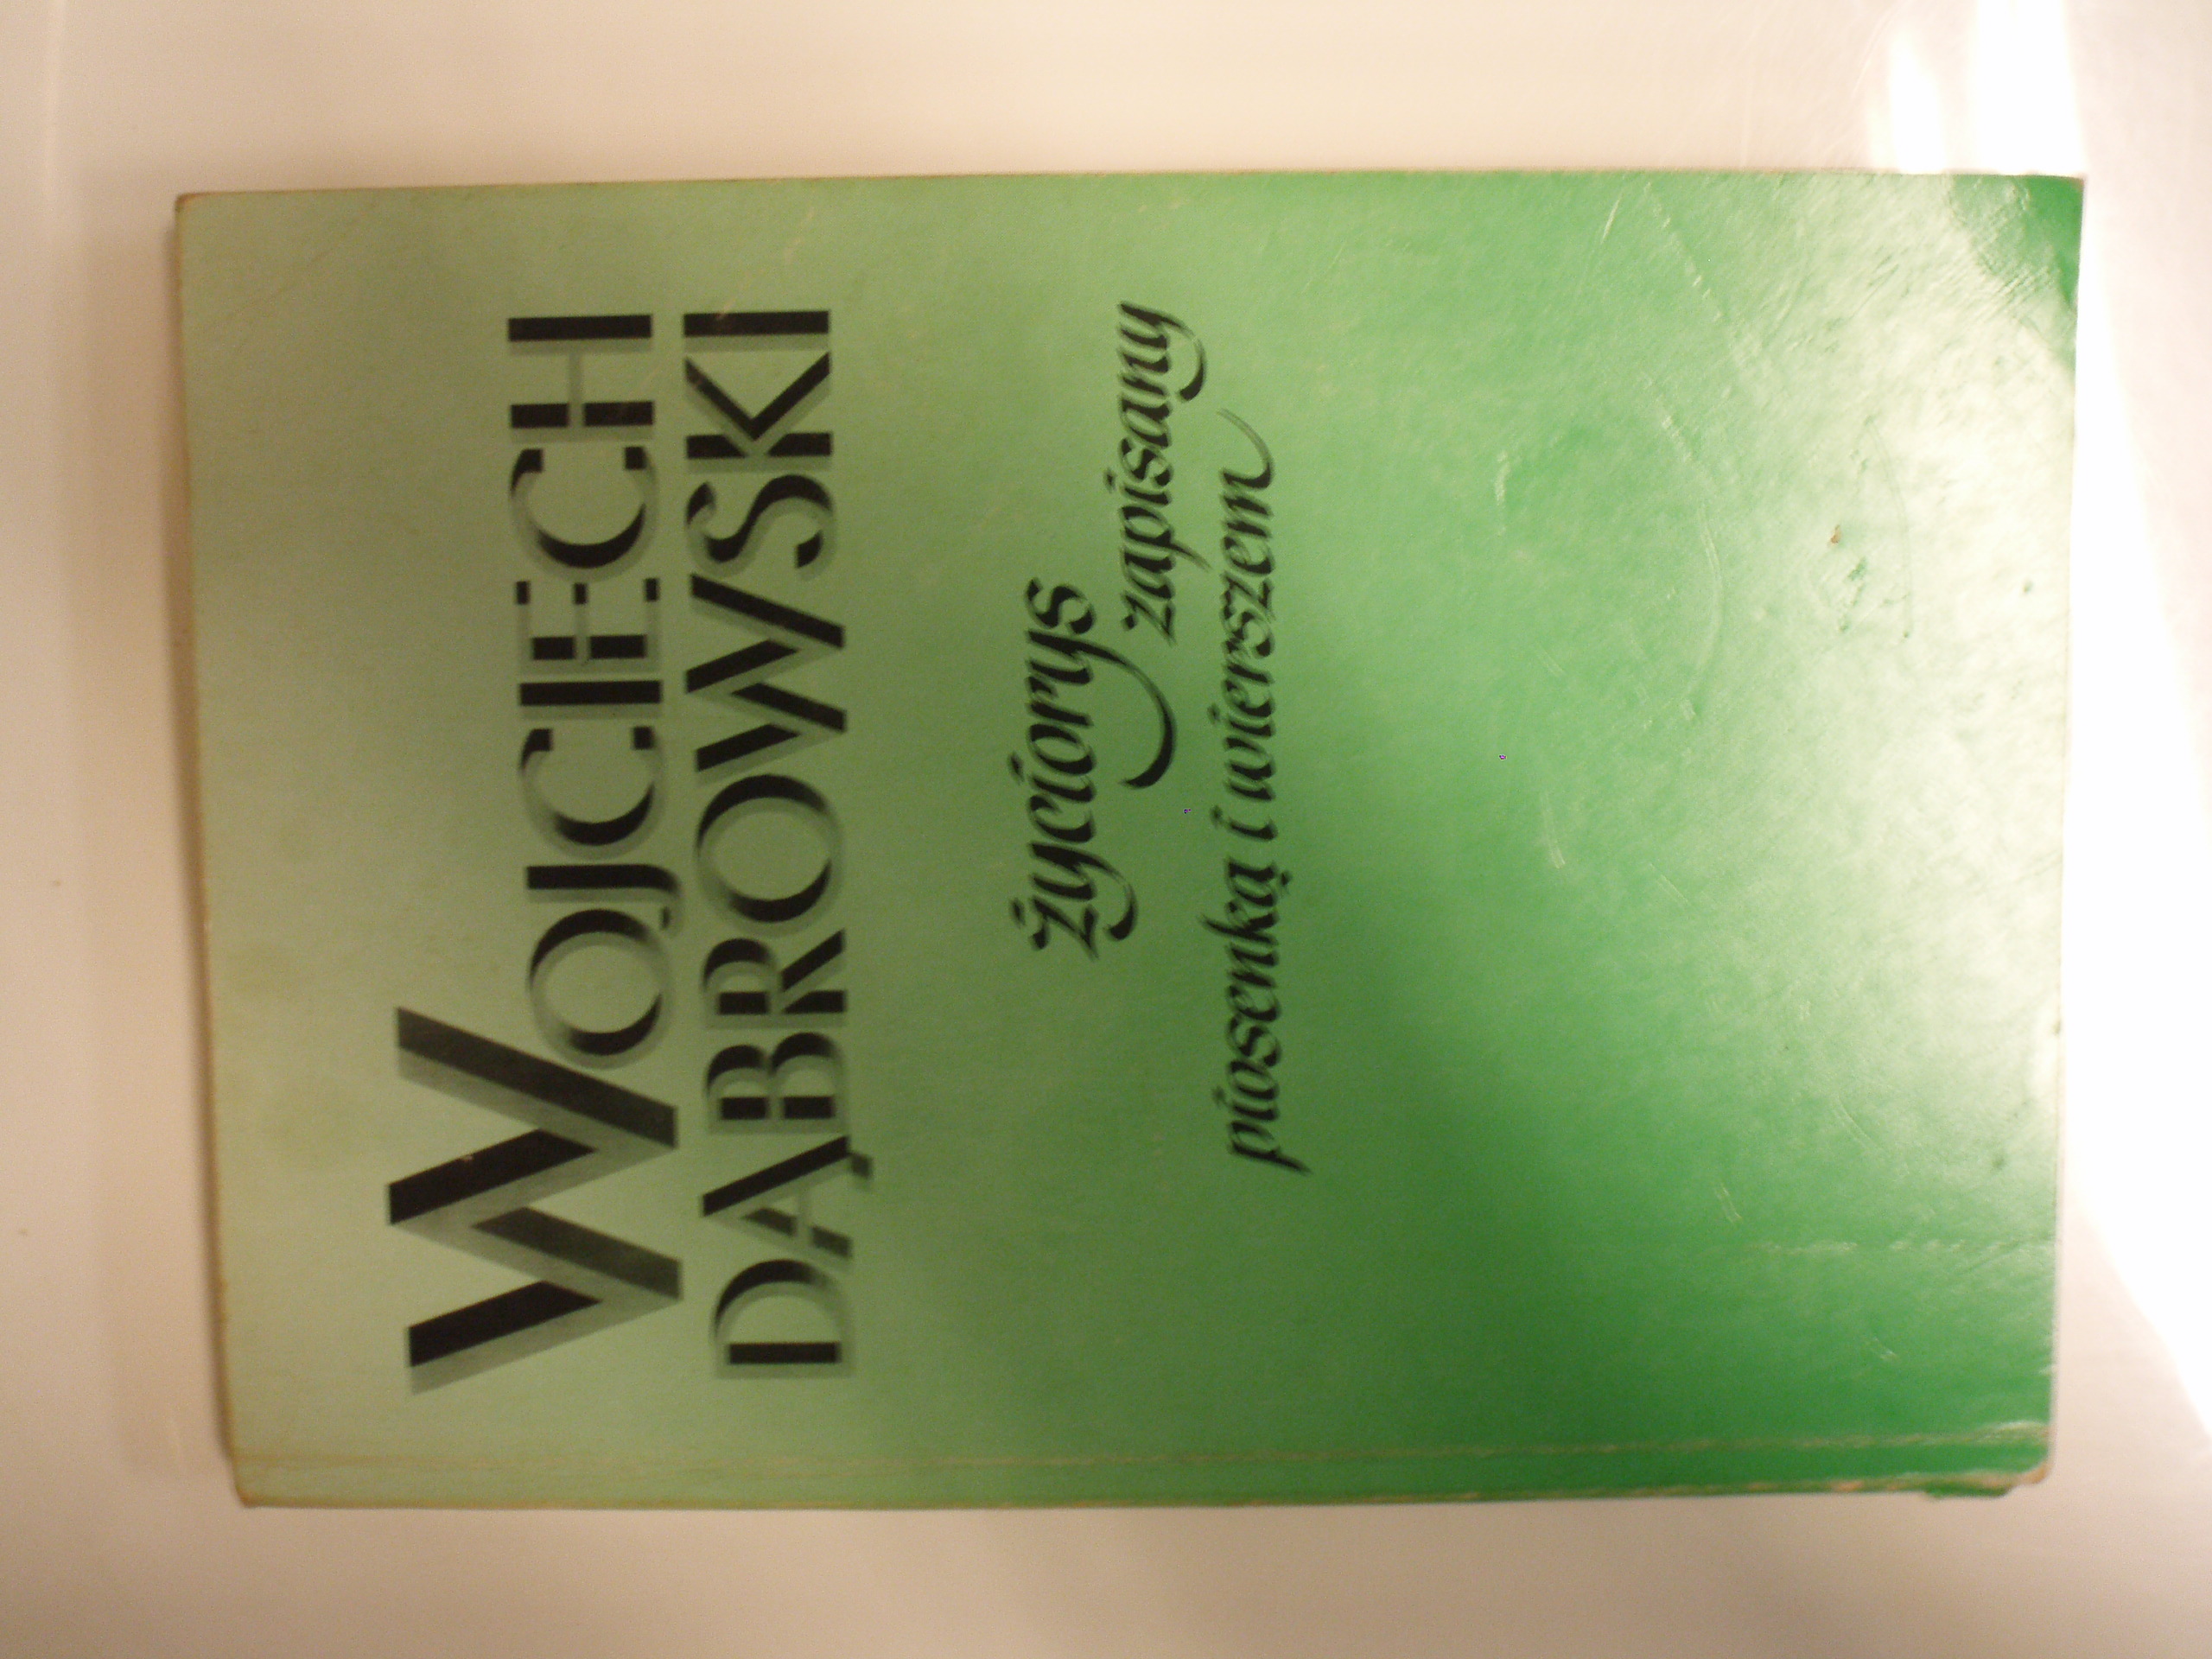 WOJCIECH
DĄBROWSKI
życiorys
zapisany
piosenką i wierszem